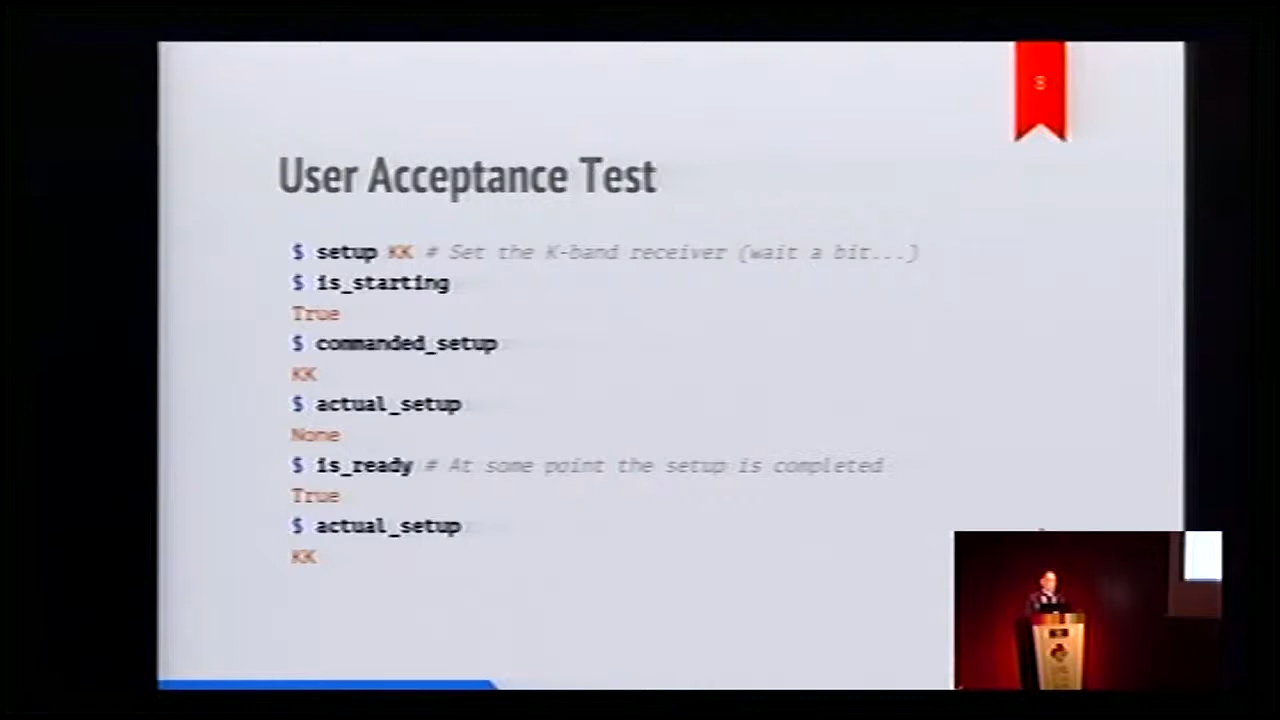 8
User Acceptance Test
$ setup KK # Set the K-band receiver (wait a bit...)
$ is_starting
True
$ commanded_setup
KK
$ actual_setup
None
$ is_ready # At some point the setup is completed
True
$ actual_setup
KK